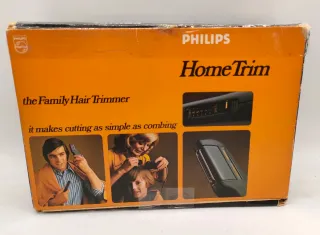 PHILIPS
PHILIPS
HomeTrim
the Family Hair Trimmer
it makes cutting as simple as combing